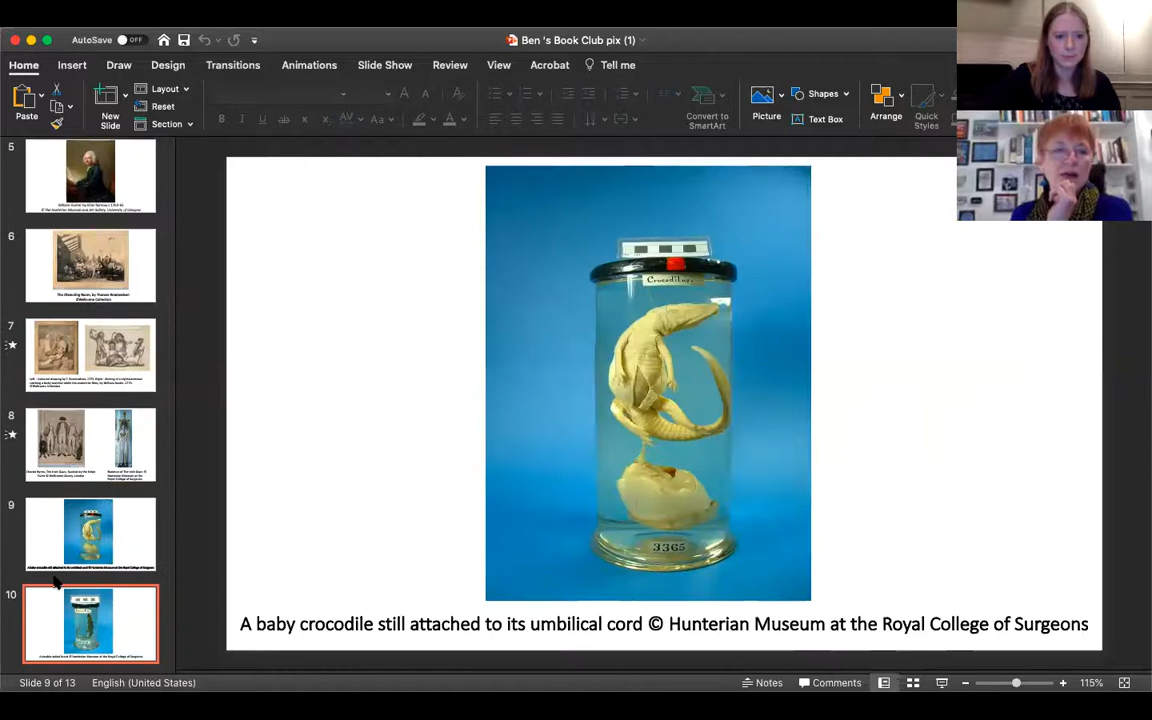 AutoSave OFF
Ben 's Book Club pix (1)
Home Insert Draw Design Transitions Animations Slide Show Review View Acrobat Tell me
Paste
New
Slide
Layout
Reset
Section
Convert to
SmartArt
Picture
Shapes
Text Box
Arrange
Quick
Styles
5
6
7
8
9
10
3365
A baby crocodile still attached to its umbilical cord © Hunterian Museum at the Royal College of Surgeons
Slide 9 of 13 English (United States)
Notes Comments 115%